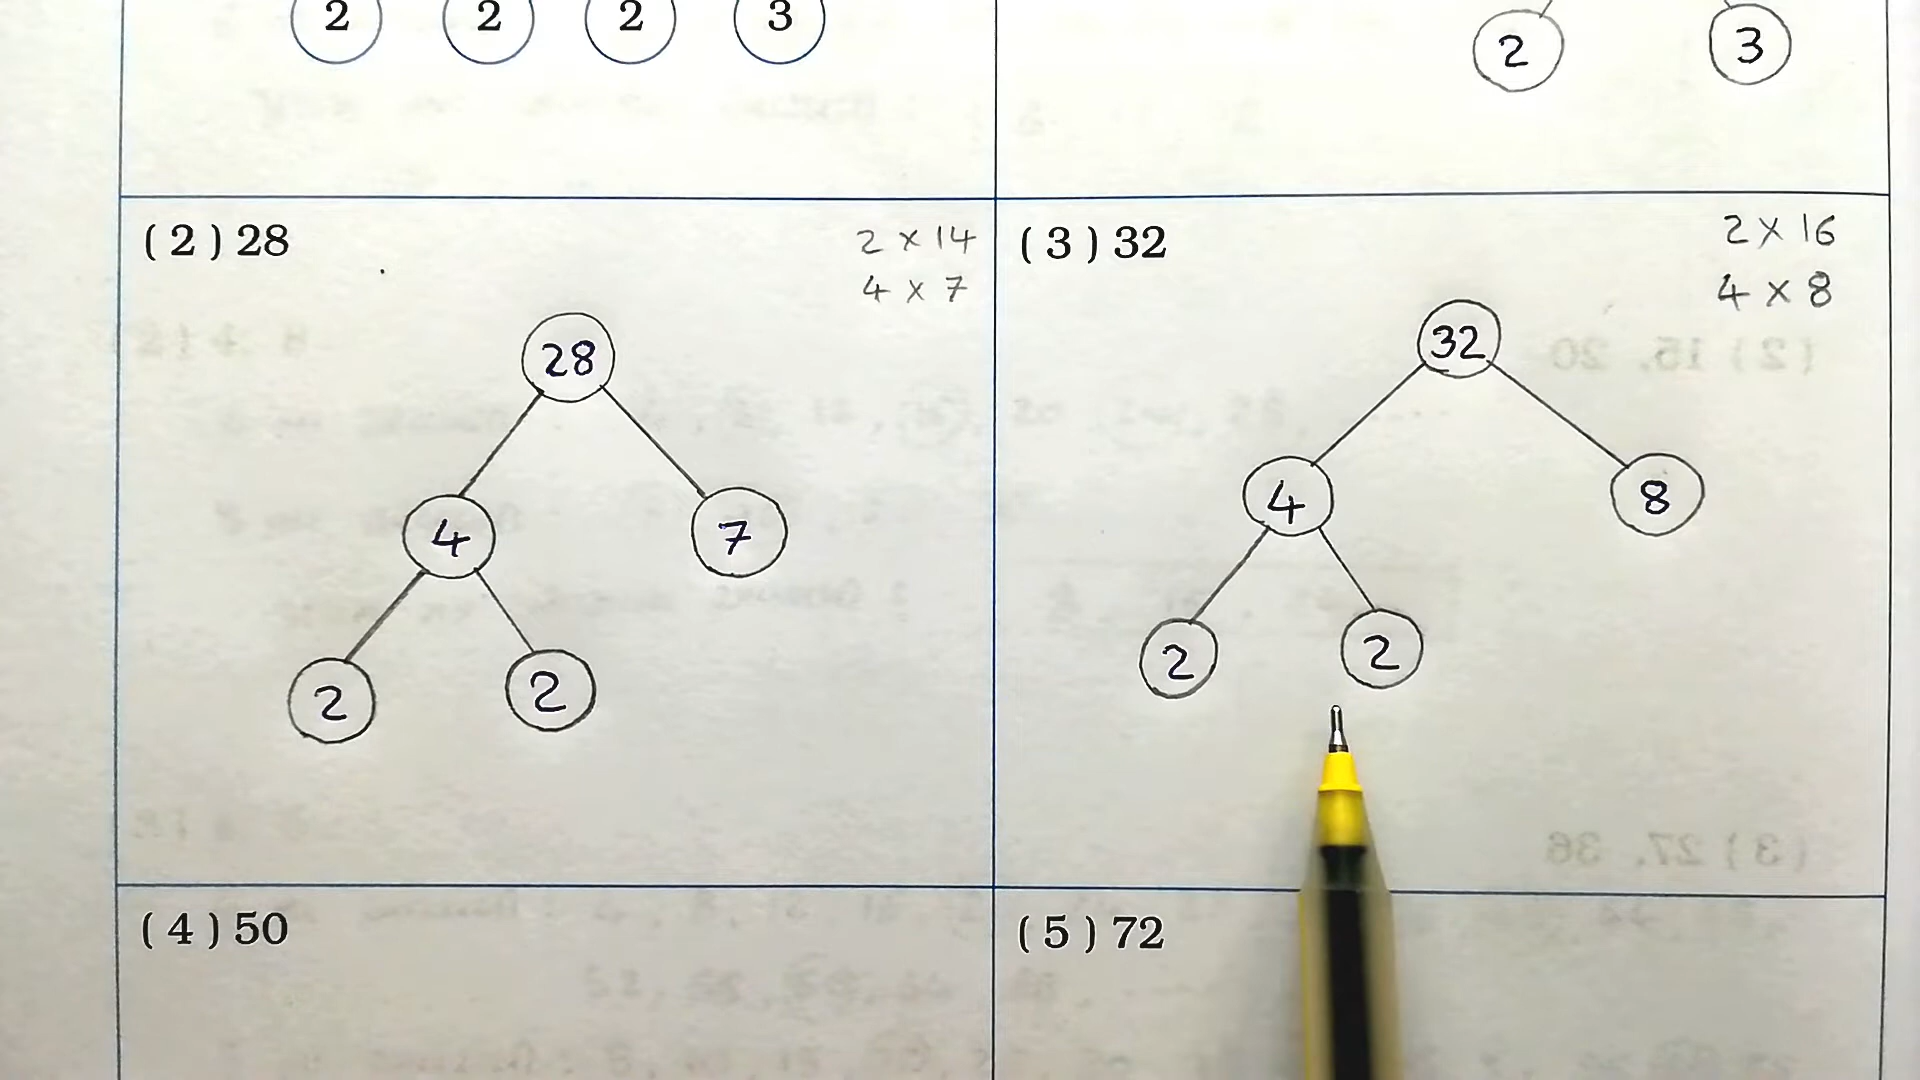 2 2 2 3
2 3
( 2 ) 28
2 x 14
4 x 7
28
4 7
2 2
( 3 ) 32
2 x 16
4 x 8
32
4 8
2 2
( 4 ) 50
( 5 ) 72